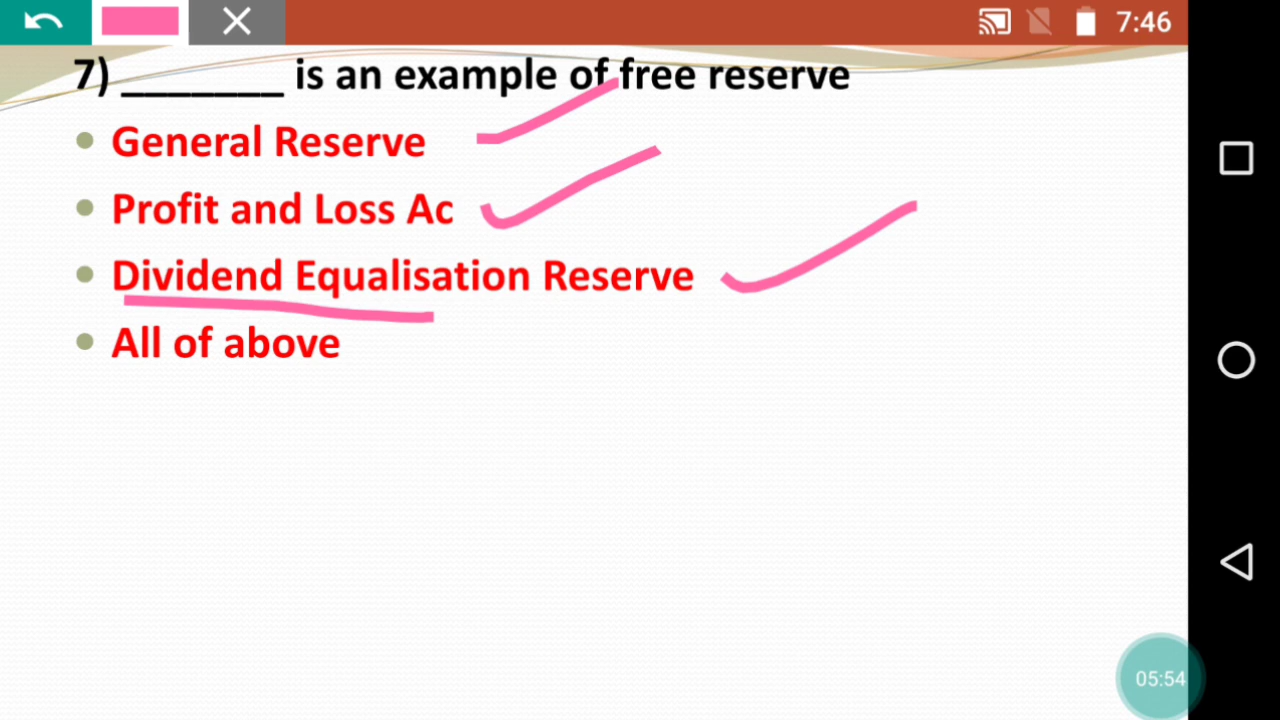 7:46
7) _______ is an example of free reserve
General Reserve
Profit and Loss Ac
Dividend Equalisation Reserve
All of above
05:54